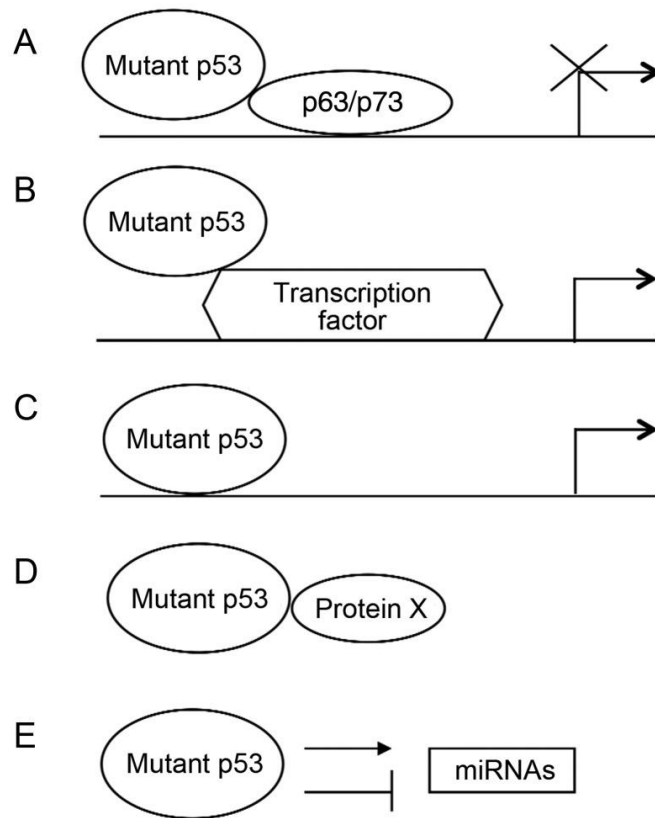 A
Mutant p53
p63/p73
B
Mutant p53
Transcription
factor
C
Mutant p53
D
Mutant p53
Protein X
E
Mutant p53
miRNAs